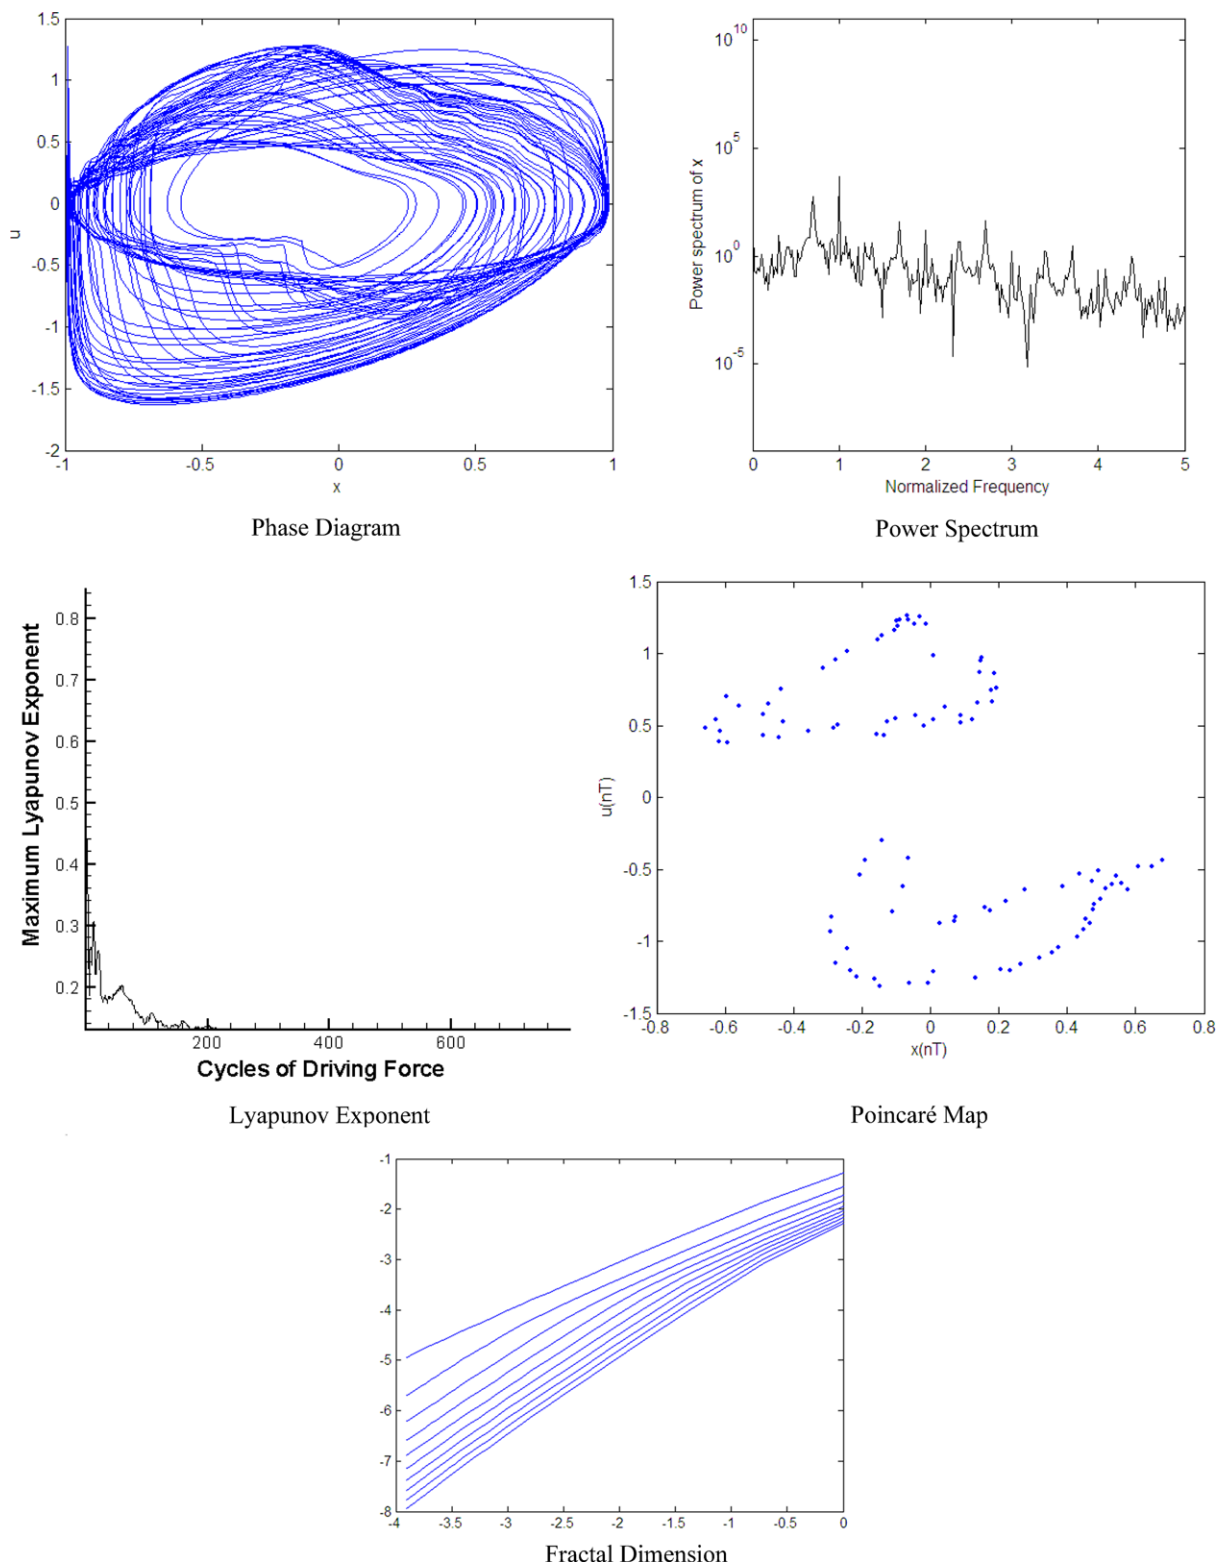 1.5
1
0.5
0
-0.5
-1
-1.5
-2
u
-1 -0.5 0 0.5 1
x
Phase Diagram
10^10
10^5
10^0
10^-5
Power spectrum of x
0 1 2 3 4 5
Normalized Frequency
Power Spectrum
0.8
0.7
0.6
0.5
0.4
0.3
0.2
Maximum Lyapunov Exponent
200 400 600
Cycles of Driving Force
Lyapunov Exponent
1.5
1
0.5
0
-0.5
-1
-1.5
u(nT)
-0.8 -0.6 -0.4 -0.2 0 0.2 0.4 0.6 0.8
x(nT)
Poincaré Map
-1
-2
-3
-4
-5
-6
-7
-8
-4 -3.5 -3 -2.5 -2 -1.5 -1 -0.5 0
Fractal Dimension